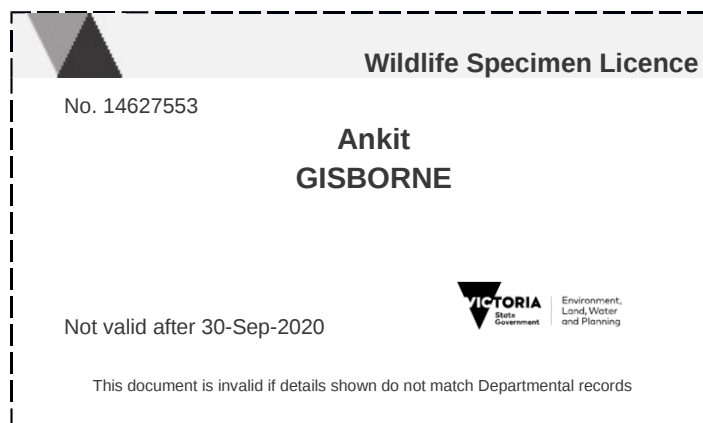 Wildlife Specimen Licence
No. 14627553
Ankit
GISBORNE
VICTORIA
State
Government
Environment,
Land, Water
and Planning
Not valid after 30-Sep-2020
This document is invalid if details shown do not match Departmental records